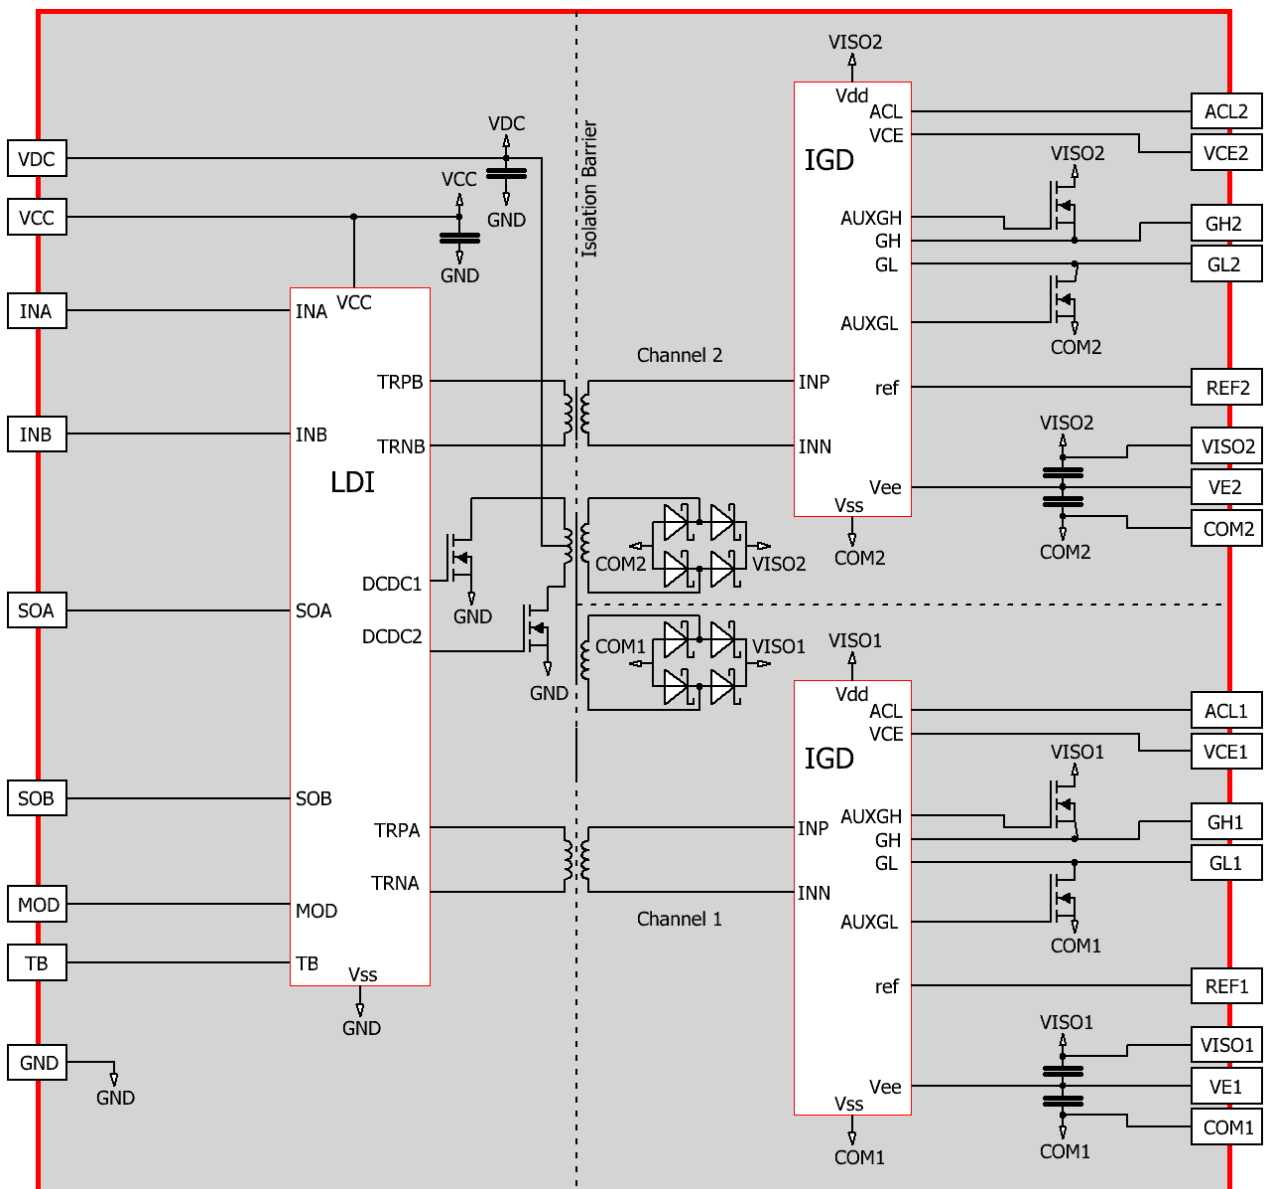 VISO2
Vdd
ACL
ACL2
VDC
Isolation Barrier
VCE
VCE2
VDC
IGD
VISO2
VCC
VCC
GND
AUXGH
GH
GH2
GL
GL2
GND
VCC
INA
INA
AUXGL
COM2
Channel 2
TRPB
INP
ref
REF2
INB
INB
TRNB
INN
VISO2
VISO2
LDI
Vee
VE2
Vss
COM2
COM2
COM2
COM2
VISO2
DCDC1
GND
SOA
SOA
DCDC2
COM1
VISO1
VISO1
GND
Vdd
ACL
ACL1
VCE
VCE1
IGD
VISO1
SOB
SOB
AUXGH
GH
GH1
TRPA
INP
GL
GL1
TRNA
INN
MOD
MOD
Channel 1
AUXGL
COM1
TB
TB
Vss
ref
REF1
GND
VISO1
VISO1
GND
GND
Vee
VE1
Vss
COM1
COM1
COM1